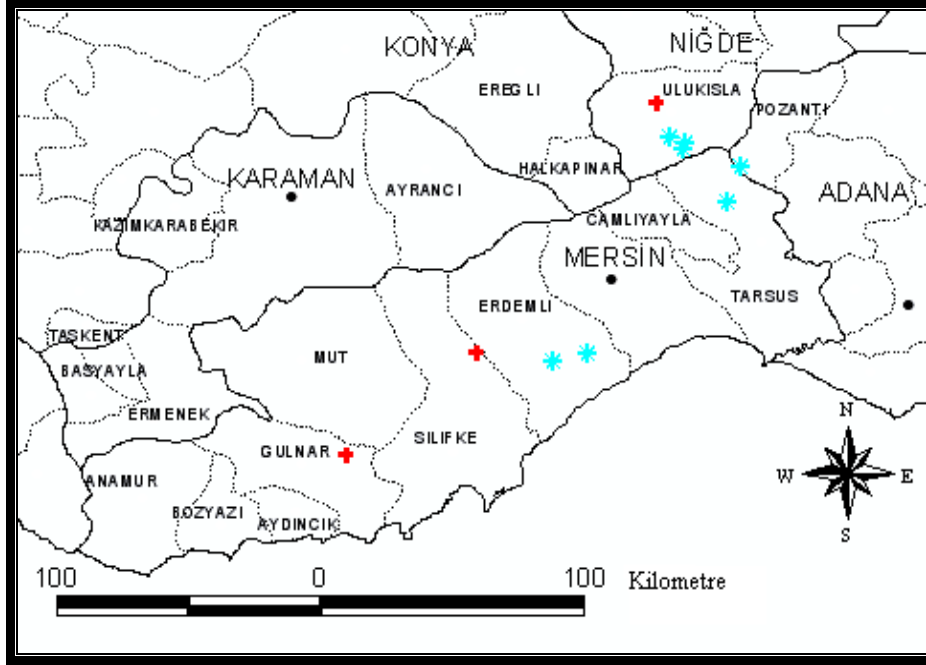 KONYA
NİĞDE
EREGLI
ULUKISLA
POZANTI
HALKAPINAR
KARAMAN
AYRANCI
ADANA
KAZIMKARABEKIR
CAMLIYAYLA
MERSİN
TARSUS
ERDEMLI
TASKENT
MUT
BASYAYLA
ERMENEK
SILIFKE
GULNAR
ANAMUR
BOZYAZI
AYDINCIK
N
W E
S
100 0 100 Kilometre